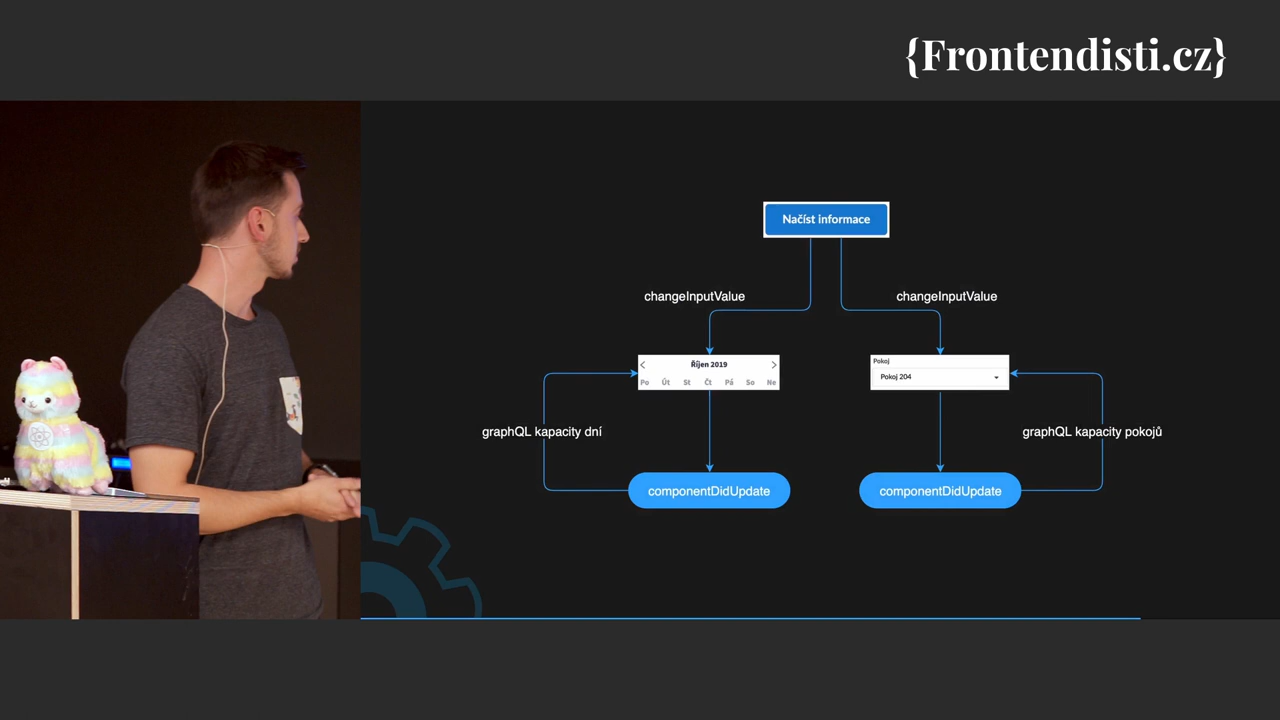 {Frontendisti.cz}
Načíst informace
changeInputValue
changeInputValue
Říjen 2019
Po Út St Čt Pá So Ne
Pokoj
Pokoj 204
graphQL kapacity dní
graphQL kapacity pokojů
componentDidUpdate
componentDidUpdate